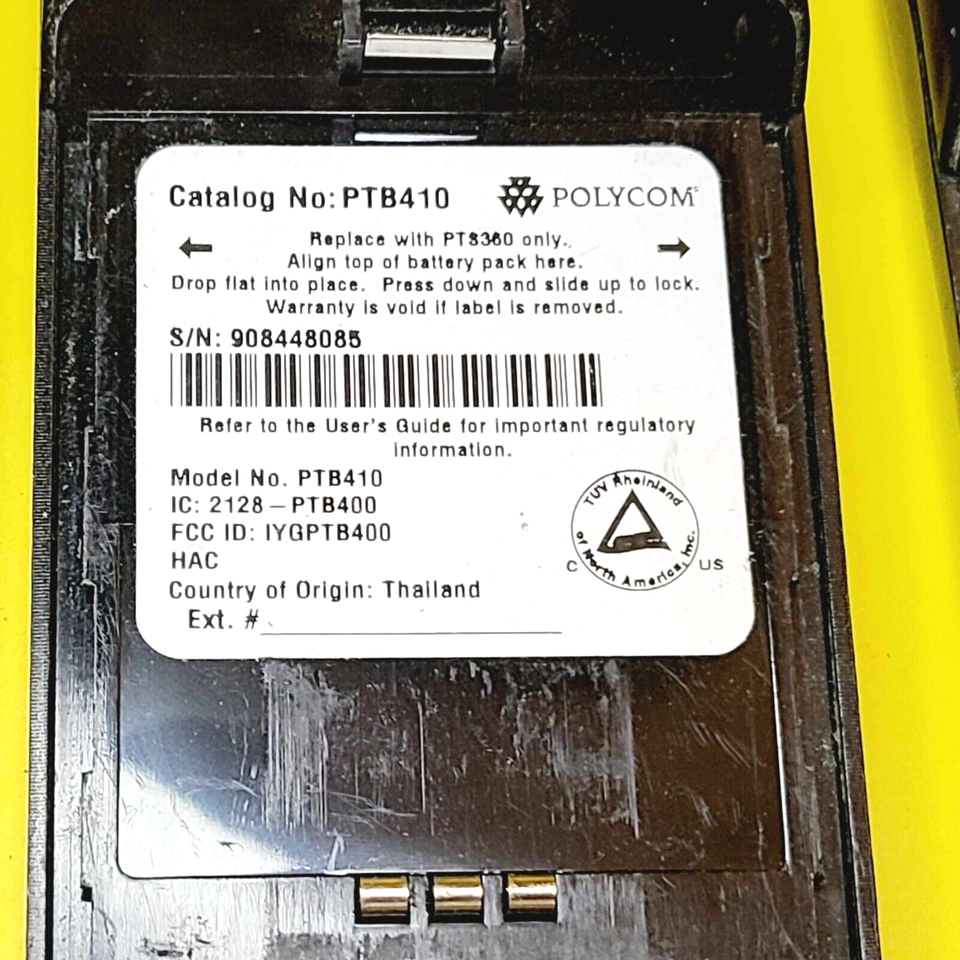 Catalog No: PTB410
POLYCOM
Replace with PTS360 only.
Align top of battery pack here.
Drop flat into place. Press down and slide up to lock.
Warranty is void if label is removed.
S/N: 908448085
Refer to the User's Guide for important regulatory
information.
Model No. PTB410
IC: 2128 – PTB400
FCC ID: IYGPTB400
HAC
Country of Origin: Thailand
Ext. #
TUV Rheinland
of North America, Inc.
C US